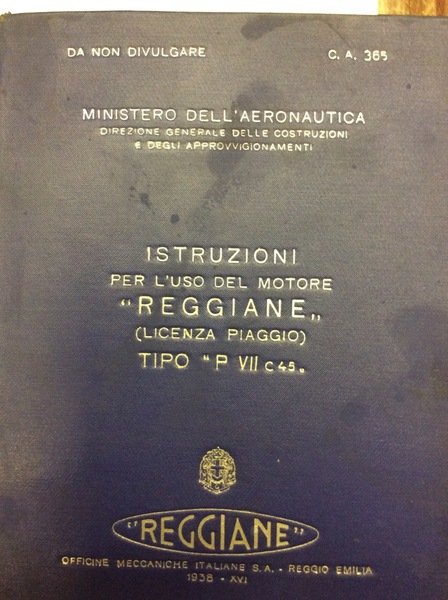 DA NON DIVULGARE C. A. 365
MINISTERO DELL'AERONAUTICA
DIREZIONE GENERALE DELLE COSTRUZIONI
E DEGLI APPROVVIGIONAMENTI
ISTRUZIONI
PER L'USO DEL MOTORE
“REGGIANE„
(LICENZA PIAGGIO)
TIPO “P VII C 45„
“REGGIANE”
OFFICINE MECCANICHE ITALIANE S.A. - REGGIO EMILIA
1938 - XVI